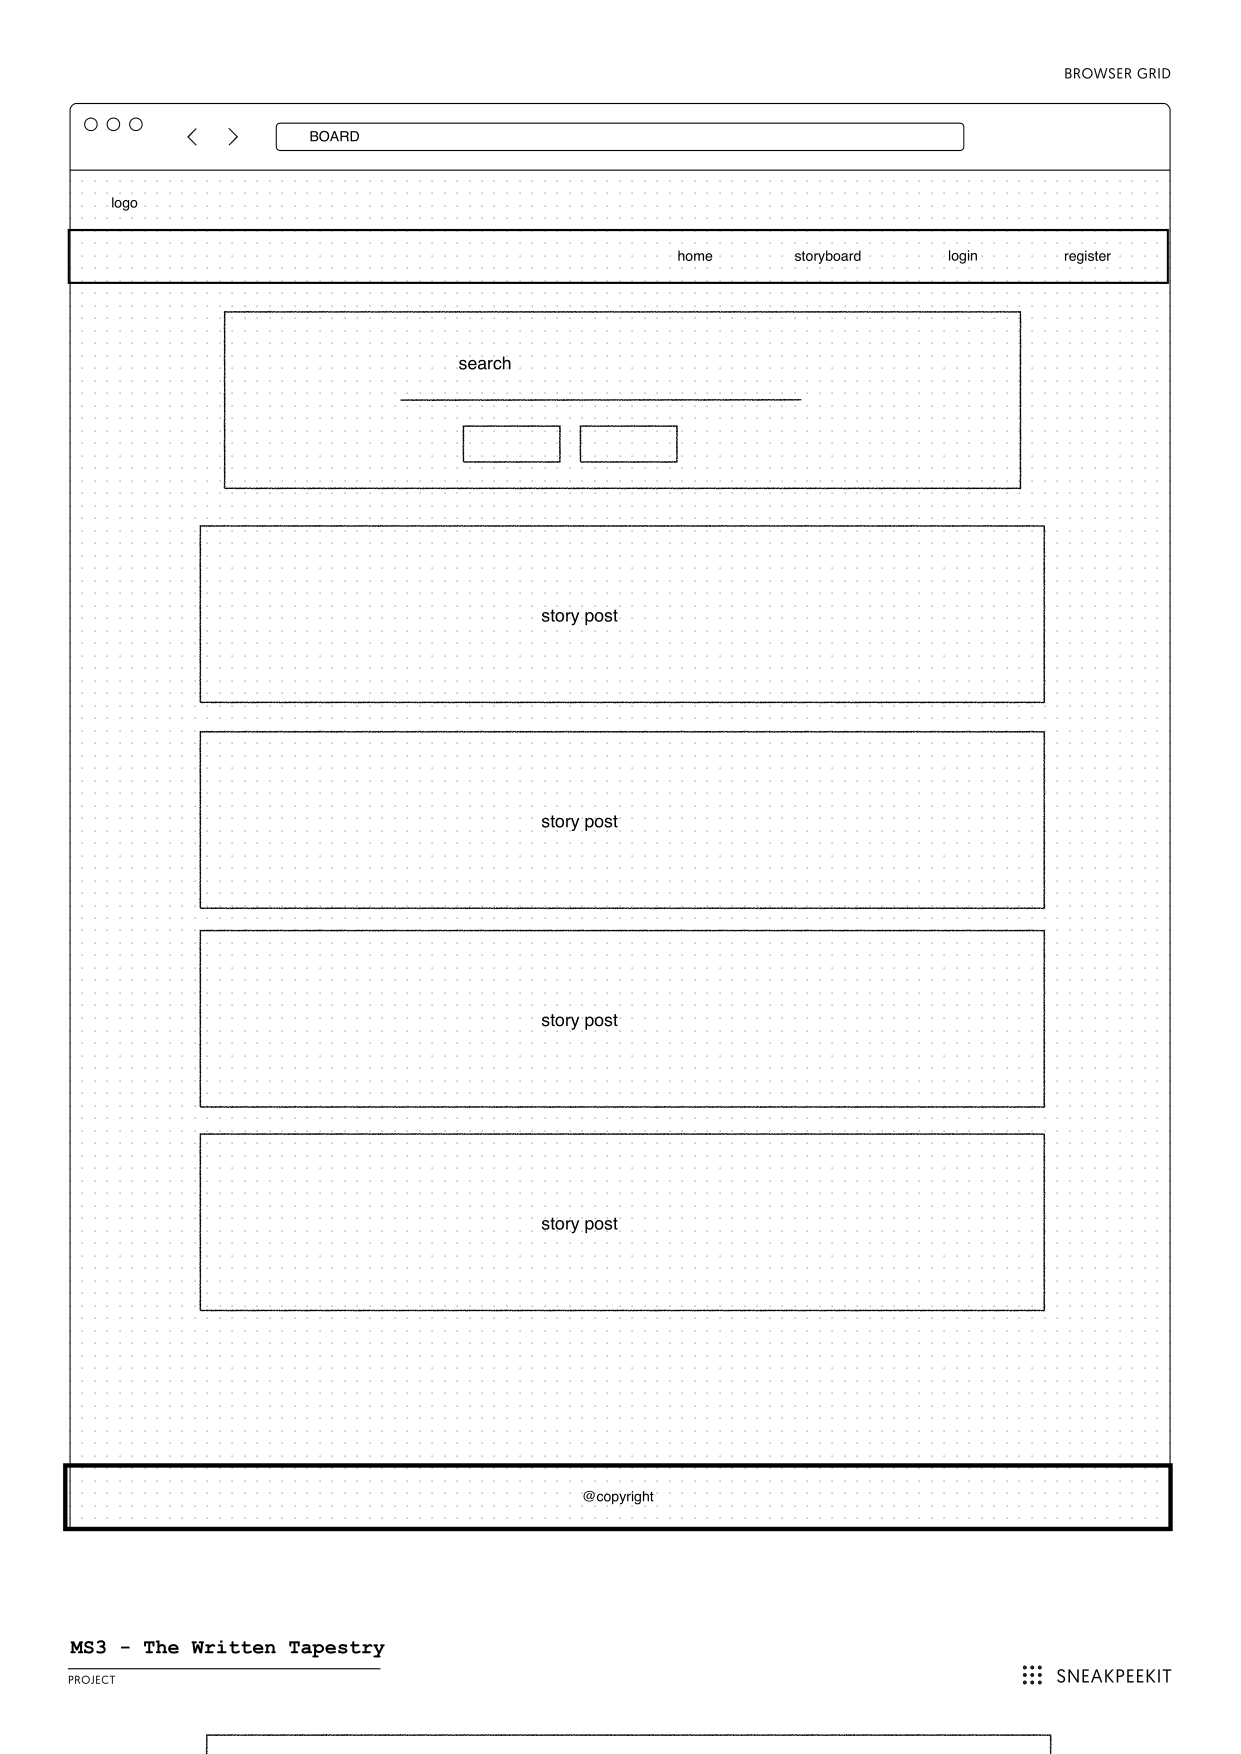 BROWSER GRID
BOARD
logo
home storyboard login register
search
story post
story post
story post
story post
@copyright
MS3 - The Written Tapestry
PROJECT
SNEAKPEEKIT